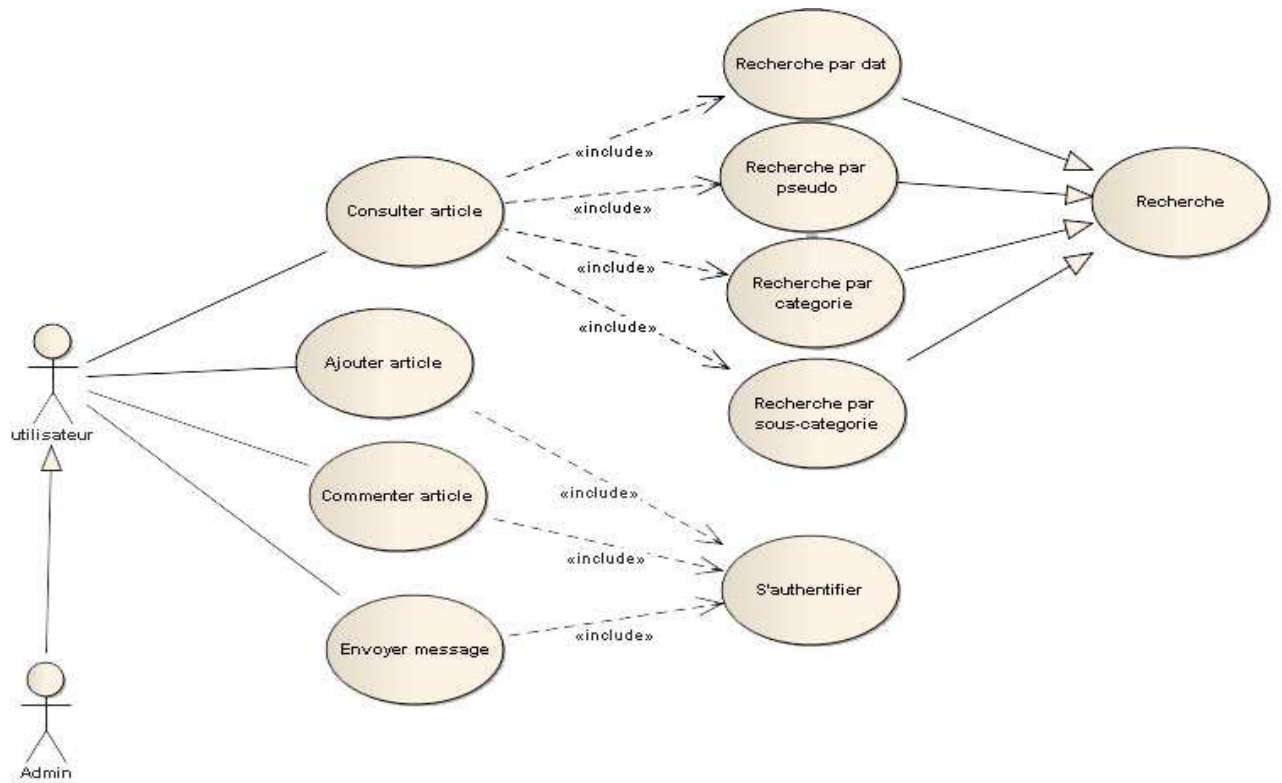 Recherche par dat
«include»
Recherche par
pseudo
Consulter article
«include»
Recherche
«include»
Recherche par
categorie
«include»
Ajouter article
Recherche par
sous-categorie
utilisateur
Commenter article
«include»
«include»
S'authentifier
«include»
Envoyer message
Admin